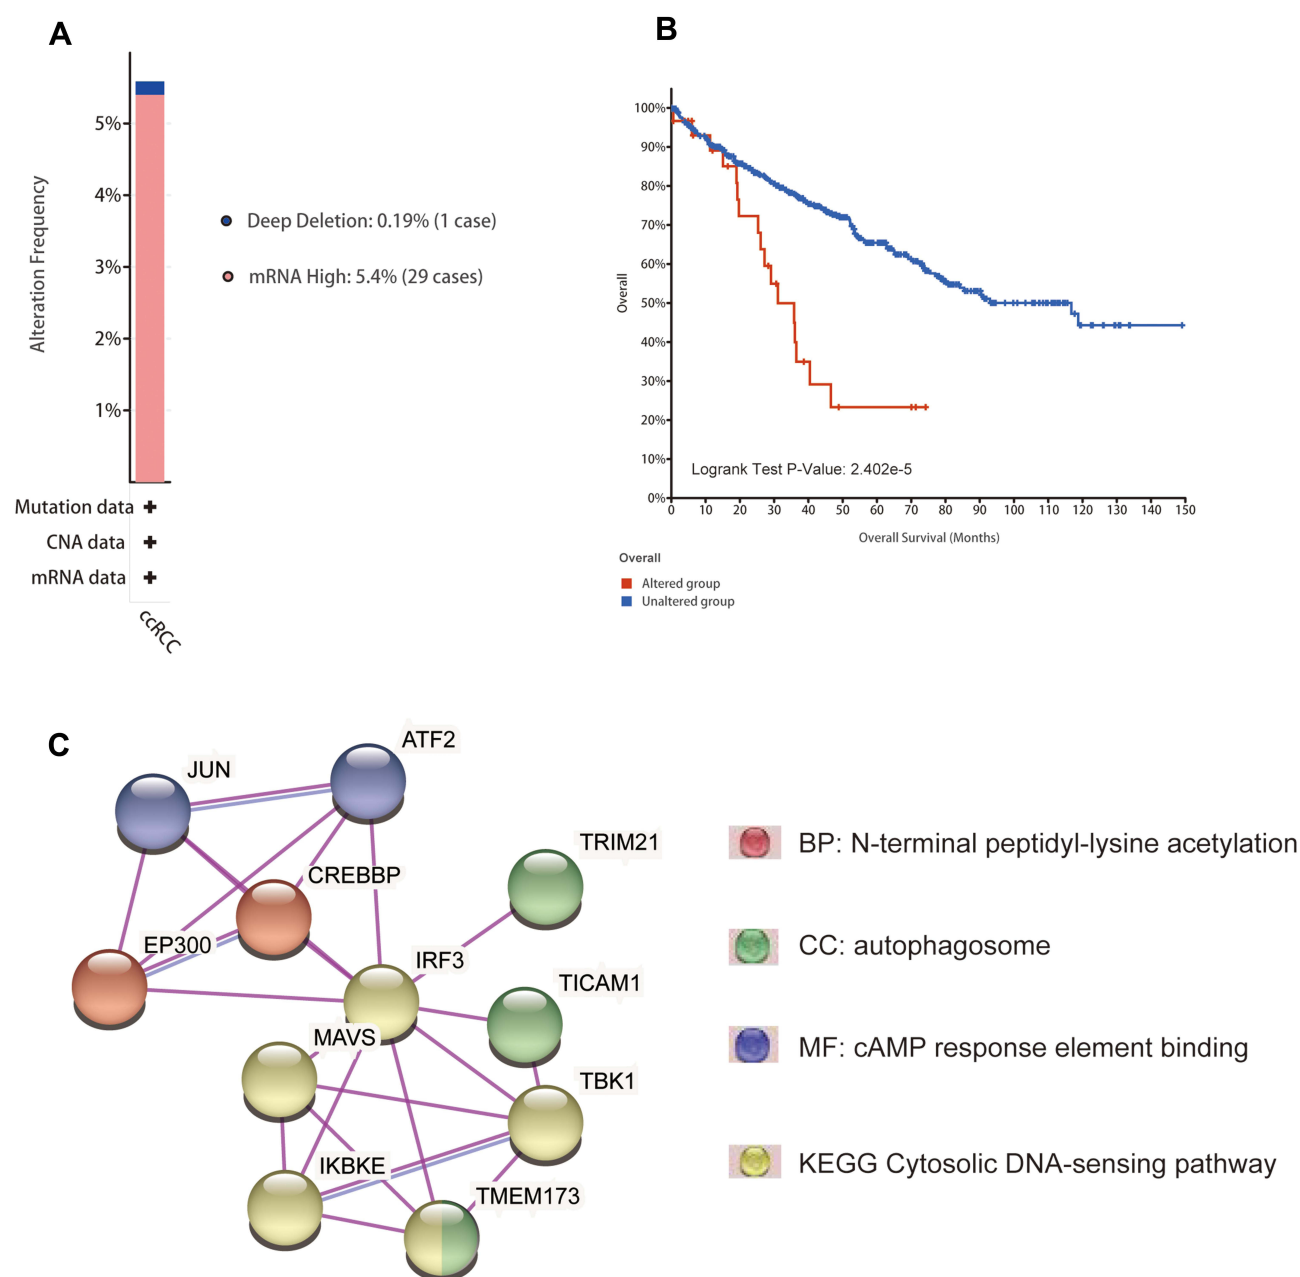 A
Alteration Frequency
5%
4%
3%
2%
1%
Deep Deletion: 0.19% (1 case)
mRNA High: 5.4% (29 cases)
Mutation data
CNA data
mRNA data
ccRCC
B
Overall
100%
90%
80%
70%
60%
50%
40%
30%
20%
10%
0%
Logrank Test P-Value: 2.402e-5
0 10 20 30 40 50 60 70 80 90 100 110 120 130 140 150
Overall Survival (Months)
Overall
Altered group
Unaltered group
C
ATF2
JUN
TRIM21
CREBBP
EP300
IRF3
TICAM1
MAVS
TBK1
IKBKE
TMEM173
BP: N-terminal peptidyl-lysine acetylation
CC: autophagosome
MF: cAMP response element binding
KEGG Cytosolic DNA-sensing pathway